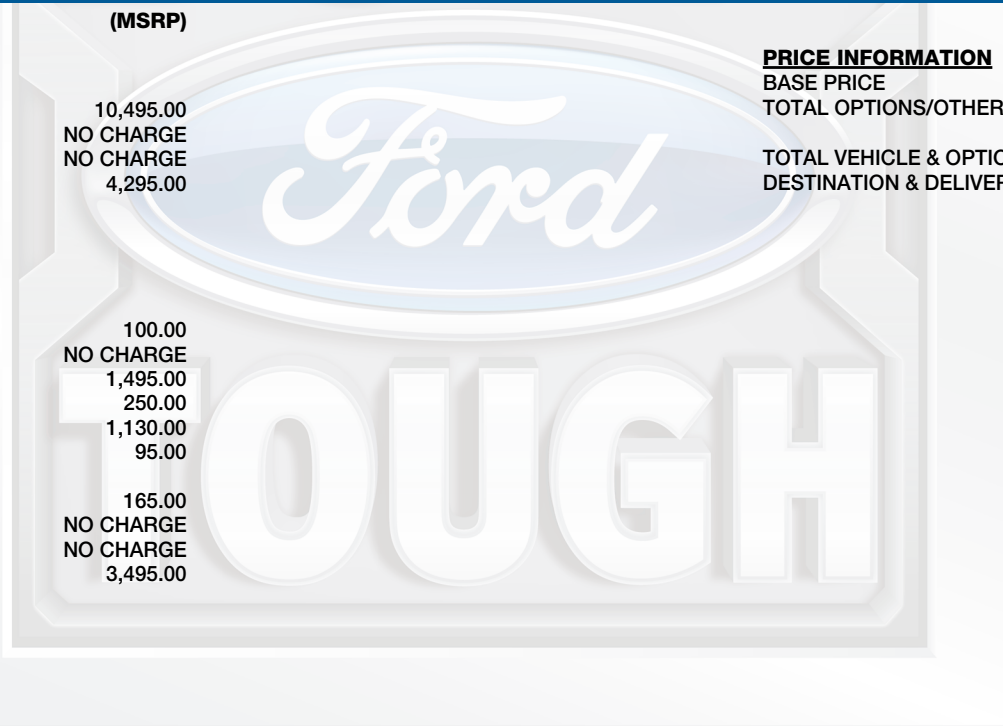 (MSRP)
10,495.00
NO CHARGE
NO CHARGE
4,295.00
100.00
NO CHARGE
1,495.00
250.00
1,130.00
95.00
165.00
NO CHARGE
NO CHARGE
3,495.00
PRICE INFORMATION
BASE PRICE
TOTAL OPTIONS/OTHER
TOTAL VEHICLE & OPTIO
DESTINATION & DELIVER
Ford
TOUGH